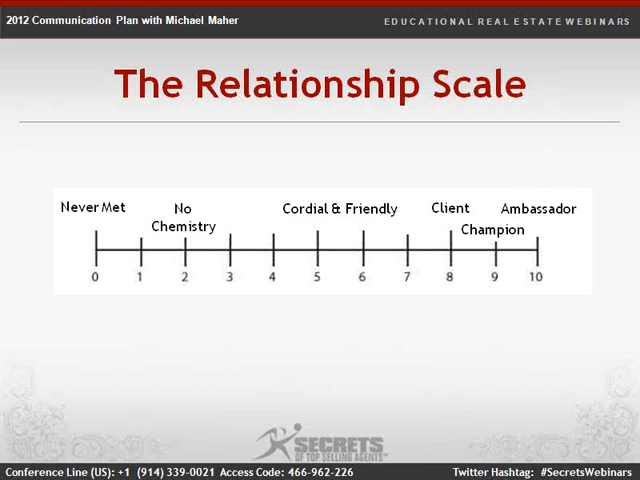 2012 Communication Plan with Michael Maher
EDUCATIONAL REAL ESTATE WEBINARS
The Relationship Scale
Never Met
No
Chemistry
Cordial & Friendly
Client
Champion
Ambassador
0 1 2 3 4 5 6 7 8 9 10
SECRETS
OF TOP SELLING AGENTS
Conference Line (US): +1 (914) 339-0021 Access Code: 466-962-226
Twitter Hashtag: #SecretsWebinars